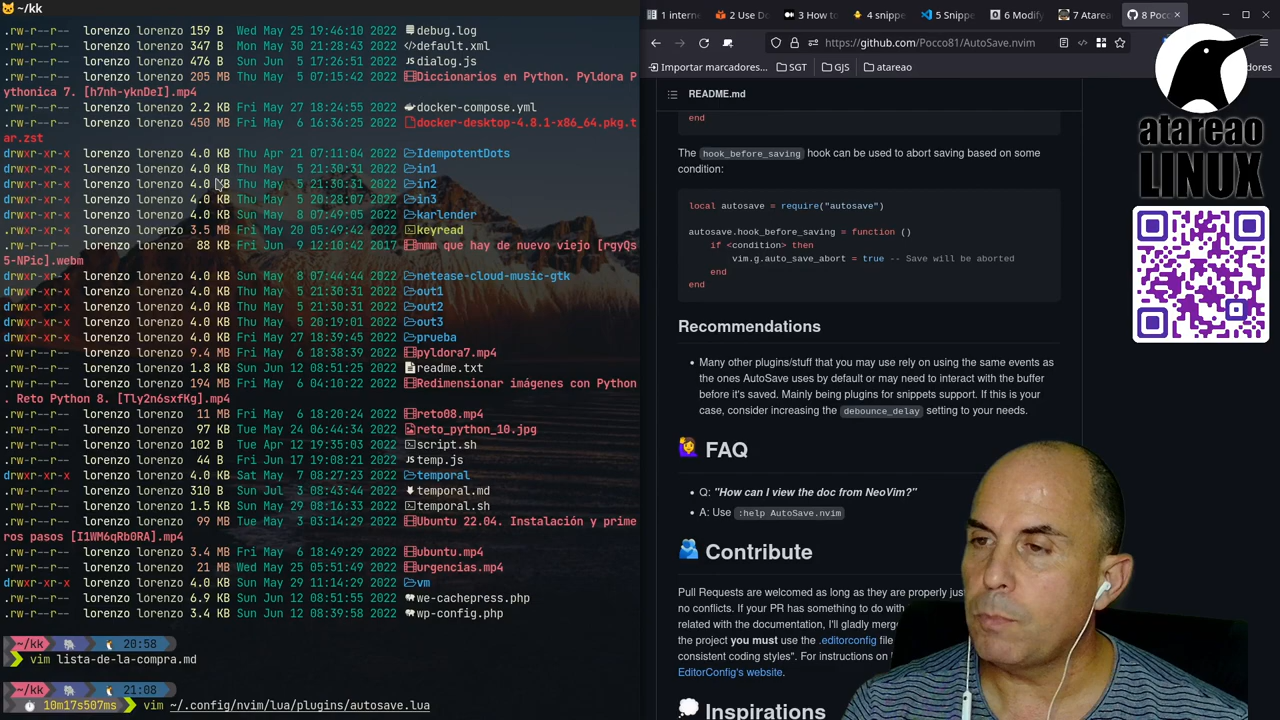 ~/kk
.rw-r--r-- lorenzo lorenzo 159 B Wed May 25 19:46:10 2022 debug.log
.rw-r--r-- lorenzo lorenzo 347 B Mon May 30 21:28:43 2022 default.xml
.rw-r--r-- lorenzo lorenzo 476 B Sun Jun 5 17:26:51 2022 dialog.js
.rw-r--r-- lorenzo lorenzo 205 MB Thu May 5 07:15:42 2022 Diccionarios en Python. Pyldora P
ythonica 7. [h7nh-yknDeI].mp4
.rw-r--r-- lorenzo lorenzo 2.2 KB Fri May 27 18:24:55 2022 docker-compose.yml
.rw-r--r-- lorenzo lorenzo 450 MB Fri May 6 16:36:25 2022 docker-desktop-4.8.1-x86_64.pkg.t
ar.zst
drwxr-xr-x lorenzo lorenzo 4.0 KB Thu Apr 21 07:11:04 2022 IdempotentDots
drwxr-xr-x lorenzo lorenzo 4.0 KB Thu May 5 21:30:31 2022 in1
drwxr-xr-x lorenzo lorenzo 4.0 KB Thu May 5 21:30:31 2022 in2
drwxr-xr-x lorenzo lorenzo 4.0 KB Thu May 5 20:28:07 2022 in3
drwxr-xr-x lorenzo lorenzo 4.0 KB Sun May 8 07:49:05 2022 karlender
.rw-r--r-- lorenzo lorenzo 3.5 MB Fri May 20 05:49:42 2022 keyread
.rw-r--r-- lorenzo lorenzo 88 KB Fri Jun 9 12:10:42 2017 mmm que hay de nuevo viejo [rgyQs
5-NPic].webm
drwxr-xr-x lorenzo lorenzo 4.0 KB Sun May 8 07:44:44 2022 netease-cloud-music-gtk
drwxr-xr-x lorenzo lorenzo 4.0 KB Thu May 5 21:30:31 2022 out1
drwxr-xr-x lorenzo lorenzo 4.0 KB Thu May 5 21:30:31 2022 out2
drwxr-xr-x lorenzo lorenzo 4.0 KB Thu May 5 20:19:01 2022 out3
drwxr-xr-x lorenzo lorenzo 4.0 KB Fri May 27 18:39:45 2022 prueba
.rw-r--r-- lorenzo lorenzo 9.4 MB Fri May 6 18:38:39 2022 pyldora7.mp4
.rw-r--r-- lorenzo lorenzo 1.8 KB Sun Jun 12 08:51:25 2022 readme.txt
.rw-r--r-- lorenzo lorenzo 194 MB Fri May 6 04:10:22 2022 Redimensionar imágenes con Python
. Reto Python 8. [Tly2n6sxfKg].mp4
.rw-r--r-- lorenzo lorenzo 11 MB Fri May 6 18:20:24 2022 reto08.mp4
.rw-r--r-- lorenzo lorenzo 97 KB Tue May 24 06:44:34 2022 reto_python_10.jpg
.rw-r--r-- lorenzo lorenzo 102 B Tue Apr 12 19:35:03 2022 script.sh
.rw-r--r-- lorenzo lorenzo 44 B Fri Jun 17 19:08:21 2022 temp.js
drwxr-xr-x lorenzo lorenzo 4.0 KB Sat May 7 08:27:23 2022 temporal
.rw-r--r-- lorenzo lorenzo 310 B Sun Jul 3 08:43:44 2022 temporal.md
.rw-r--r-- lorenzo lorenzo 1.5 KB Sun May 29 08:16:33 2022 temporal.sh
.rw-r--r-- lorenzo lorenzo 99 MB Tue May 3 03:14:29 2022 Ubuntu 22.04. Instalación y prime
ros pasos [I1WM6qRb0RA].mp4
.rw-r--r-- lorenzo lorenzo 3.4 MB Fri May 6 18:49:29 2022 ubuntu.mp4
.rw-r--r-- lorenzo lorenzo 21 MB Wed May 25 05:51:49 2022 urgencias.mp4
drwxr-xr-x lorenzo lorenzo 4.0 KB Sun May 29 11:14:29 2022 vm
.rw-r--r-- lorenzo lorenzo 6.9 KB Sun Jun 12 08:51:55 2022 we-cachepress.php
.rw-r--r-- lorenzo lorenzo 3.4 KB Sun Jun 12 08:39:58 2022 wp-config.php
~/kk 20:58
vim lista-de-la-compra.md
~/kk 21:08
10m17s507ms vim ~/.config/nvim/lua/plugins/autosave.lua
1 interne 2 Use De 3 How to 4 snippe 5 Snippe 6 Modify 7 Atarea 8 Pocc
https://github.com/Pocco81/AutoSave.nvim
Importar marcadores... SGT GJS atareao dores
README.md
end
The hook_before_saving hook can be used to abort saving based on some
condition:
local autosave = require("autosave")
autosave.hook_before_saving = function ()
if <condition> then
vim.g.auto_save_abort = true -- Save will be aborted
end
end
Recommendations
Many other plugins/stuff that you may use rely on using the same events as
the ones AutoSave uses by default or may need to interact with the buffer
before it's saved. Mainly being plugins for snippets support. If this is your
case, consider increasing the debounce_delay setting to your needs.
FAQ
Q: "How can I view the doc from NeoVim?"
A: Use :help AutoSave.nvim
Contribute
Pull Requests are welcomed as long as they are properly jus
no conflicts. If your PR has something to do with
related with the documentation, I'll gladly merge
the project you must use the .editorconfig file
consistent coding styles". For instructions on
EditorConfig's website.
Inspirations
atareao
LINUX